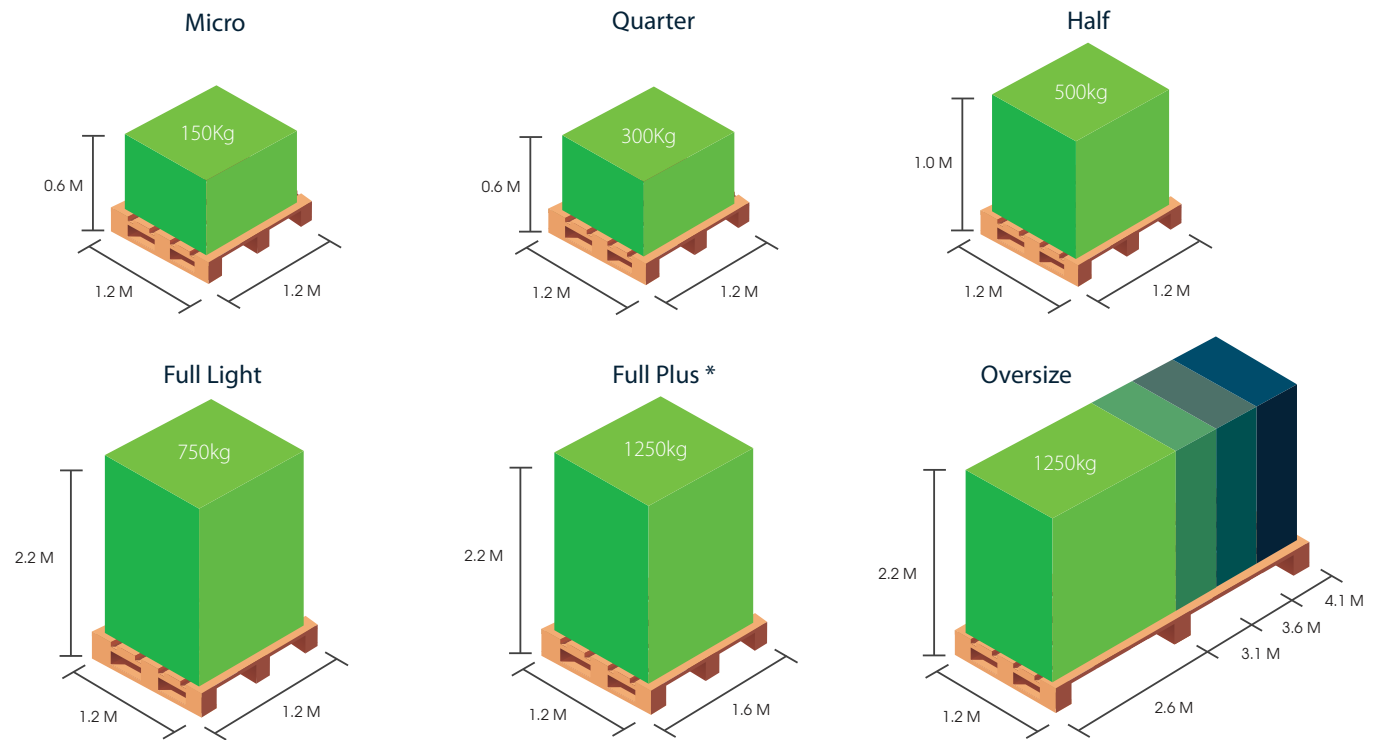 Micro
150Kg
0.6 M
1.2 M
1.2 M
Quarter
300Kg
0.6 M
1.2 M
1.2 M
Half
500kg
1.0 M
1.2 M
1.2 M
Full Light
750kg
2.2 M
1.2 M
1.2 M
Full Plus *
1250kg
2.2 M
1.2 M
1.6 M
Oversize
1250kg
2.2 M
1.2 M
2.6 M
3.1 M
3.6 M
4.1 M